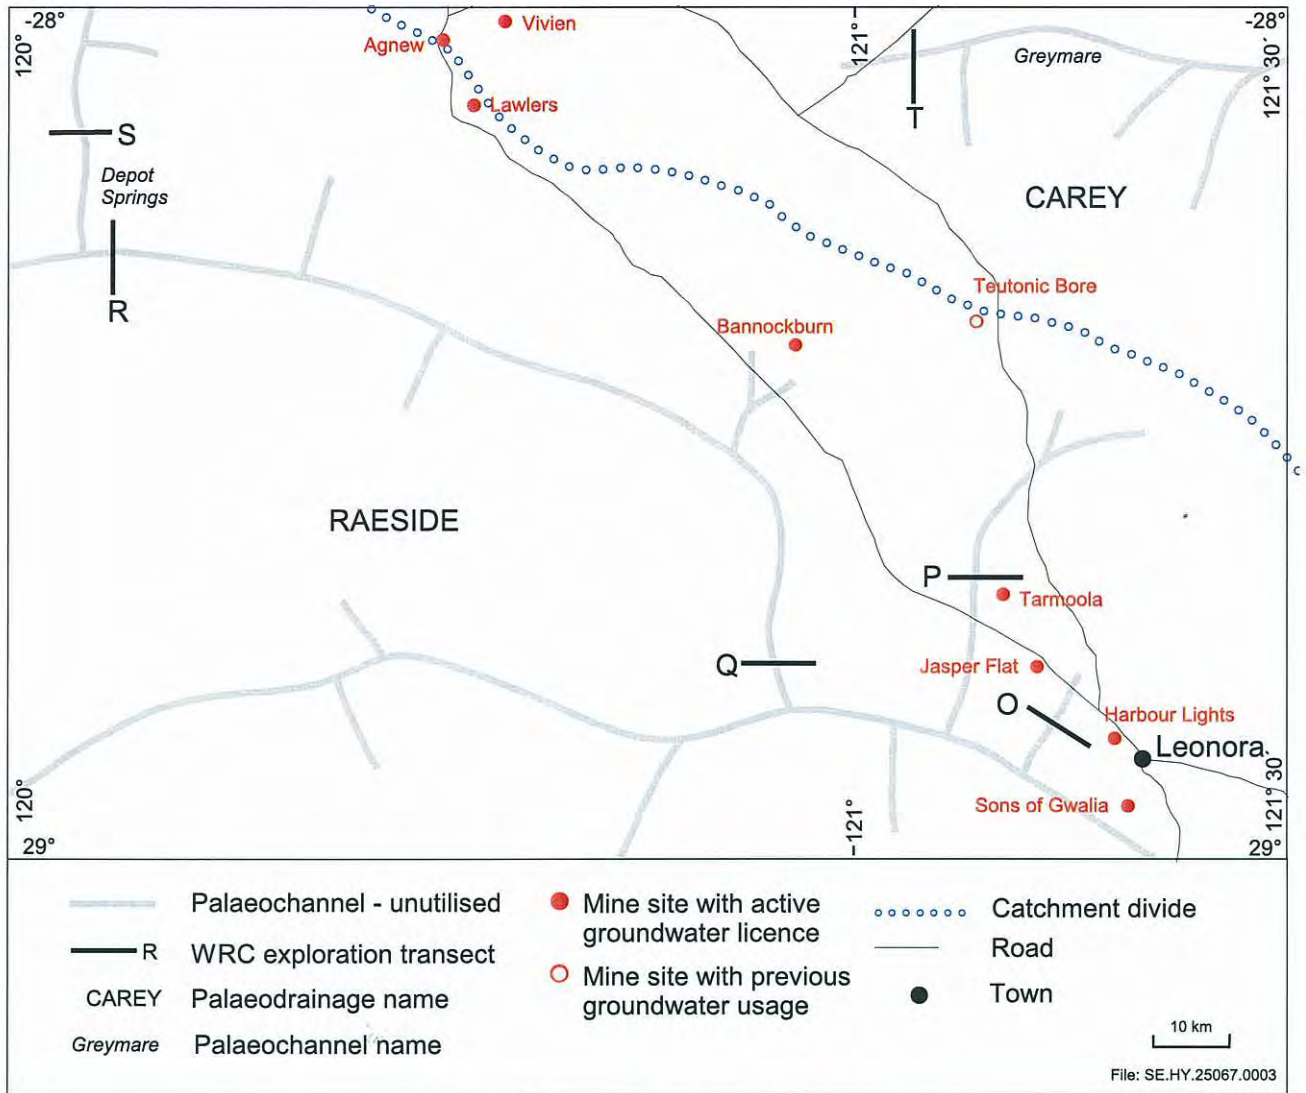 -28°
120°
Agnew
Vivien
Lawlers
121°
Greymare
T
-28°
121° 30´
S
Depot
Springs
R
CAREY
Teutonic Bore
Bannockburn
RAESIDE
P
Tarmoola
Q
Jasper Flat
O
Harbour Lights
Leonora
Sons of Gwalia
120°
29°
121°
121° 30´
29°
Palaeochannel - unutilised
R WRC exploration transect
CAREY Palaeodrainage name
Greymare Palaeochannel name
Mine site with active
groundwater licence
Mine site with previous
groundwater usage
Catchment divide
Road
Town
10 km
File: SE.HY.25067.0003